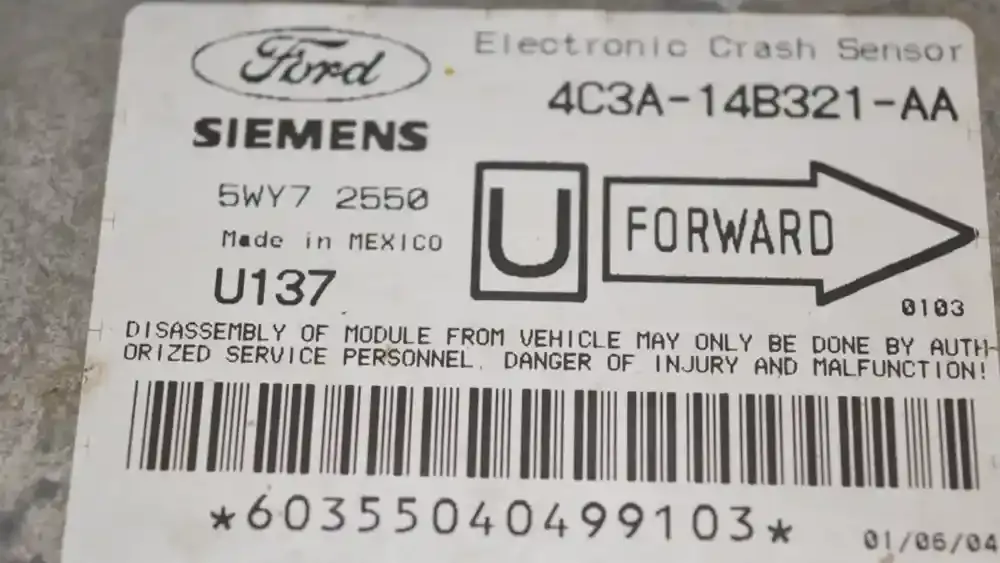 Ford
Electronic Crash Sensor
4C3A-14B321-AA
SIEMENS
5WY7 2550
Made in MEXICO
U137
U
FORWARD
0103
DISASSEMBLY OF MODULE FROM VEHICLE MAY ONLY BE DONE BY AUTH-
ORIZED SERVICE PERSONNEL. DANGER OF INJURY AND MALFUNCTION!
*60355040499103*
01/06/04